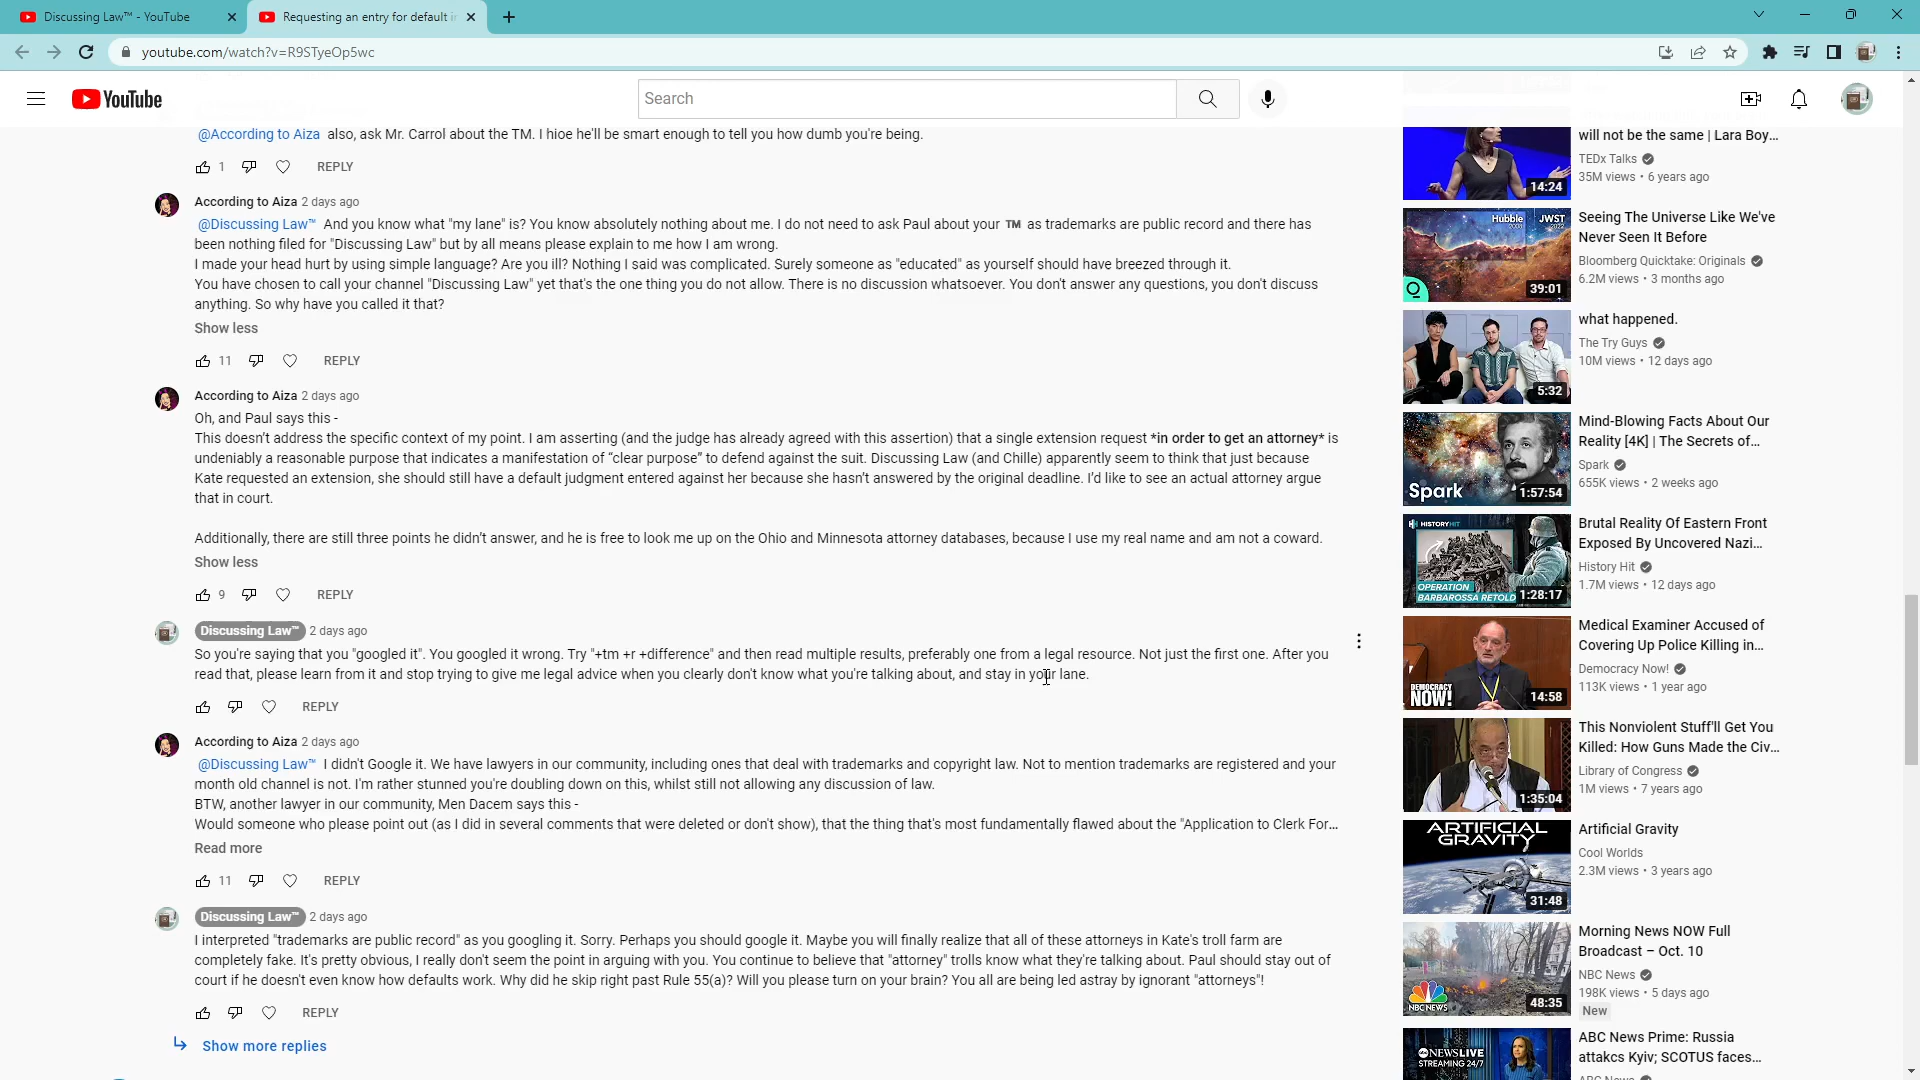 Discussing Law™ - YouTube
Requesting an entry for default in
youtube.com/watch?v=R9STyeOp5wc
YouTube
Search
@According to Aiza also, ask Mr. Carrol about the TM. I hioe he'll be smart enough to tell you how dumb you're being.
1 REPLY
According to Aiza 2 days ago
@Discussing Law™ And you know what "my lane" is? You know absolutely nothing about me. I do not need to ask Paul about your ™ as trademarks are public record and there has
been nothing filed for "Discussing Law" but by all means please explain to me how I am wrong.
I made your head hurt by using simple language? Are you ill? Nothing I said was complicated. Surely someone as "educated" as yourself should have breezed through it.
You have chosen to call your channel "Discussing Law" yet that's the one thing you do not allow. There is no discussion whatsoever. You don't answer any questions, you don't discuss
anything. So why have you called it that?
Show less
11 REPLY
According to Aiza 2 days ago
Oh, and Paul says this -
This doesn’t address the specific context of my point. I am asserting (and the judge has already agreed with this assertion) that a single extension request *in order to get an attorney* is
undeniably a reasonable purpose that indicates a manifestation of “clear purpose” to defend against the suit. Discussing Law (and Chille) apparently seem to think that just because
Kate requested an extension, she should still have a default judgment entered against her because she hasn’t answered by the original deadline. I’d like to see an actual attorney argue
that in court.
Additionally, there are still three points he didn’t answer, and he is free to look me up on the Ohio and Minnesota attorney databases, because I use my real name and am not a coward.
Show less
9 REPLY
Discussing Law™ 2 days ago
So you're saying that you "googled it". You googled it wrong. Try "+tm +r +difference" and then read multiple results, preferably one from a legal resource. Not just the first one. After you
read that, please learn from it and stop trying to give me legal advice when you clearly don't know what you're talking about, and stay in your lane.
REPLY
According to Aiza 2 days ago
@Discussing Law™ I didn't Google it. We have lawyers in our community, including ones that deal with trademarks and copyright law. Not to mention trademarks are registered and your
month old channel is not. I'm rather stunned you're doubling down on this, whilst still not allowing any discussion of law.
BTW, another lawyer in our community, Men Dacem says this -
Would someone who please point out (as I did in several comments that were deleted or don't show), that the thing that's most fundamentally flawed about the "Application to Clerk For...
Read more
11 REPLY
Discussing Law™ 2 days ago
I interpreted "trademarks are public record" as you googling it. Sorry. Perhaps you should google it. Maybe you will finally realize that all of these attorneys in Kate's troll farm are
completely fake. It's pretty obvious, I really don't seem the point in arguing with you. You continue to believe that "attorney" trolls know what they're talking about. Paul should stay out of
court if he doesn't even know how defaults work. Why did he skip right past Rule 55(a)? Will you please turn on your brain? You all are being led astray by ignorant "attorneys"!
REPLY
Show more replies
14:24
will not be the same | Lara Boy...
TEDx Talks
35M views • 6 years ago
Hubble 2008 JWST 2022
39:01
Seeing The Universe Like We've
Never Seen It Before
Bloomberg Quicktake: Originals
6.2M views • 3 months ago
5:32
what happened.
The Try Guys
10M views • 12 days ago
Spark
1:57:54
Mind-Blowing Facts About Our
Reality [4K] | The Secrets of...
Spark
655K views • 2 weeks ago
HISTORY HIT
OPERATION
BARBAROSSA RETOLD
1:28:17
Brutal Reality Of Eastern Front
Exposed By Uncovered Nazi...
History Hit
1.7M views • 12 days ago
DEMOCRACY
NOW!
14:58
Medical Examiner Accused of
Covering Up Police Killing in...
Democracy Now!
113K views • 1 year ago
1:35:04
This Nonviolent Stuff'll Get You
Killed: How Guns Made the Civ...
Library of Congress
1M views • 7 years ago
ARTIFICIAL
GRAVITY
31:48
Artificial Gravity
Cool Worlds
2.3M views • 3 years ago
NBC NEWS
48:35
Morning News NOW Full
Broadcast – Oct. 10
NBC News
198K views • 5 days ago
New
abc NEWS LIVE
STREAMING 24/7
ABC News Prime: Russia
attakcs Kyiv; SCOTUS faces...